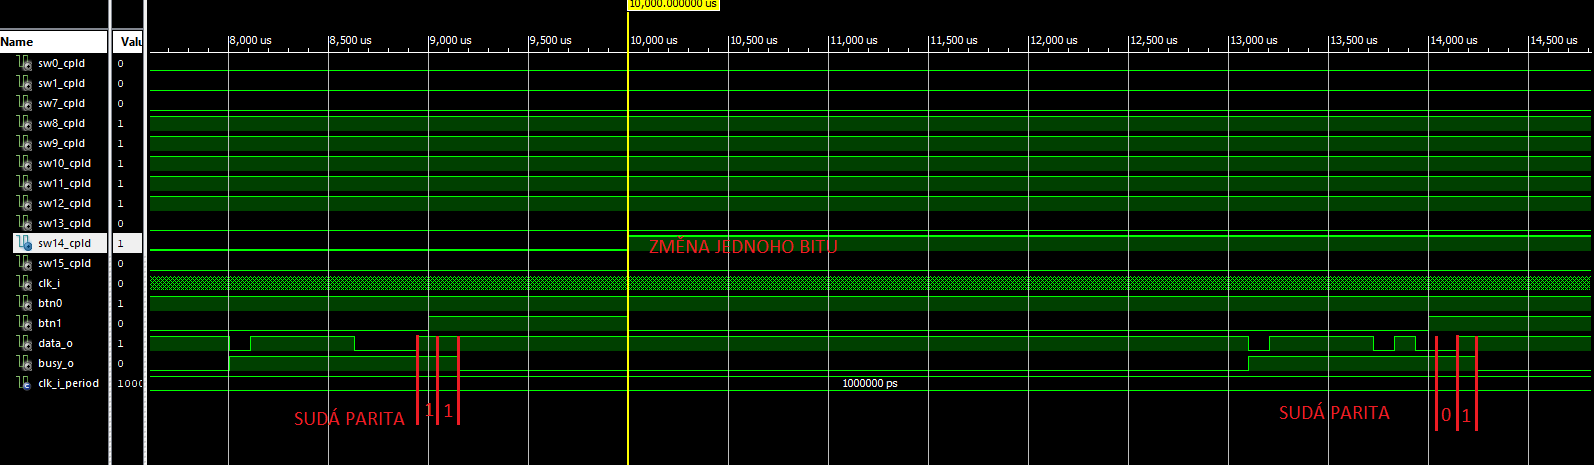 10,000.000000 us
Name Valu
8,000 us 8,500 us 9,000 us 9,500 us 10,000 us 10,500 us 11,000 us 11,500 us 12,000 us 12,500 us 13,000 us 13,500 us 14,000 us 14,500 us
sw0_cpld 0
sw1_cpld 0
sw7_cpld 0
sw8_cpld 1
sw9_cpld 1
sw10_cpld 1
sw11_cpld 1
sw12_cpld 1
sw13_cpld 0
sw14_cpld 1 ZMĚNA JEDNOHO BITU
sw15_cpld 0
clk_i 0
btn0 1
btn1 0
data_o 1
busy_o 0
clk_i_period 1000 1000000 ps
SUDÁ PARITA 1 1 SUDÁ PARITA 0 1